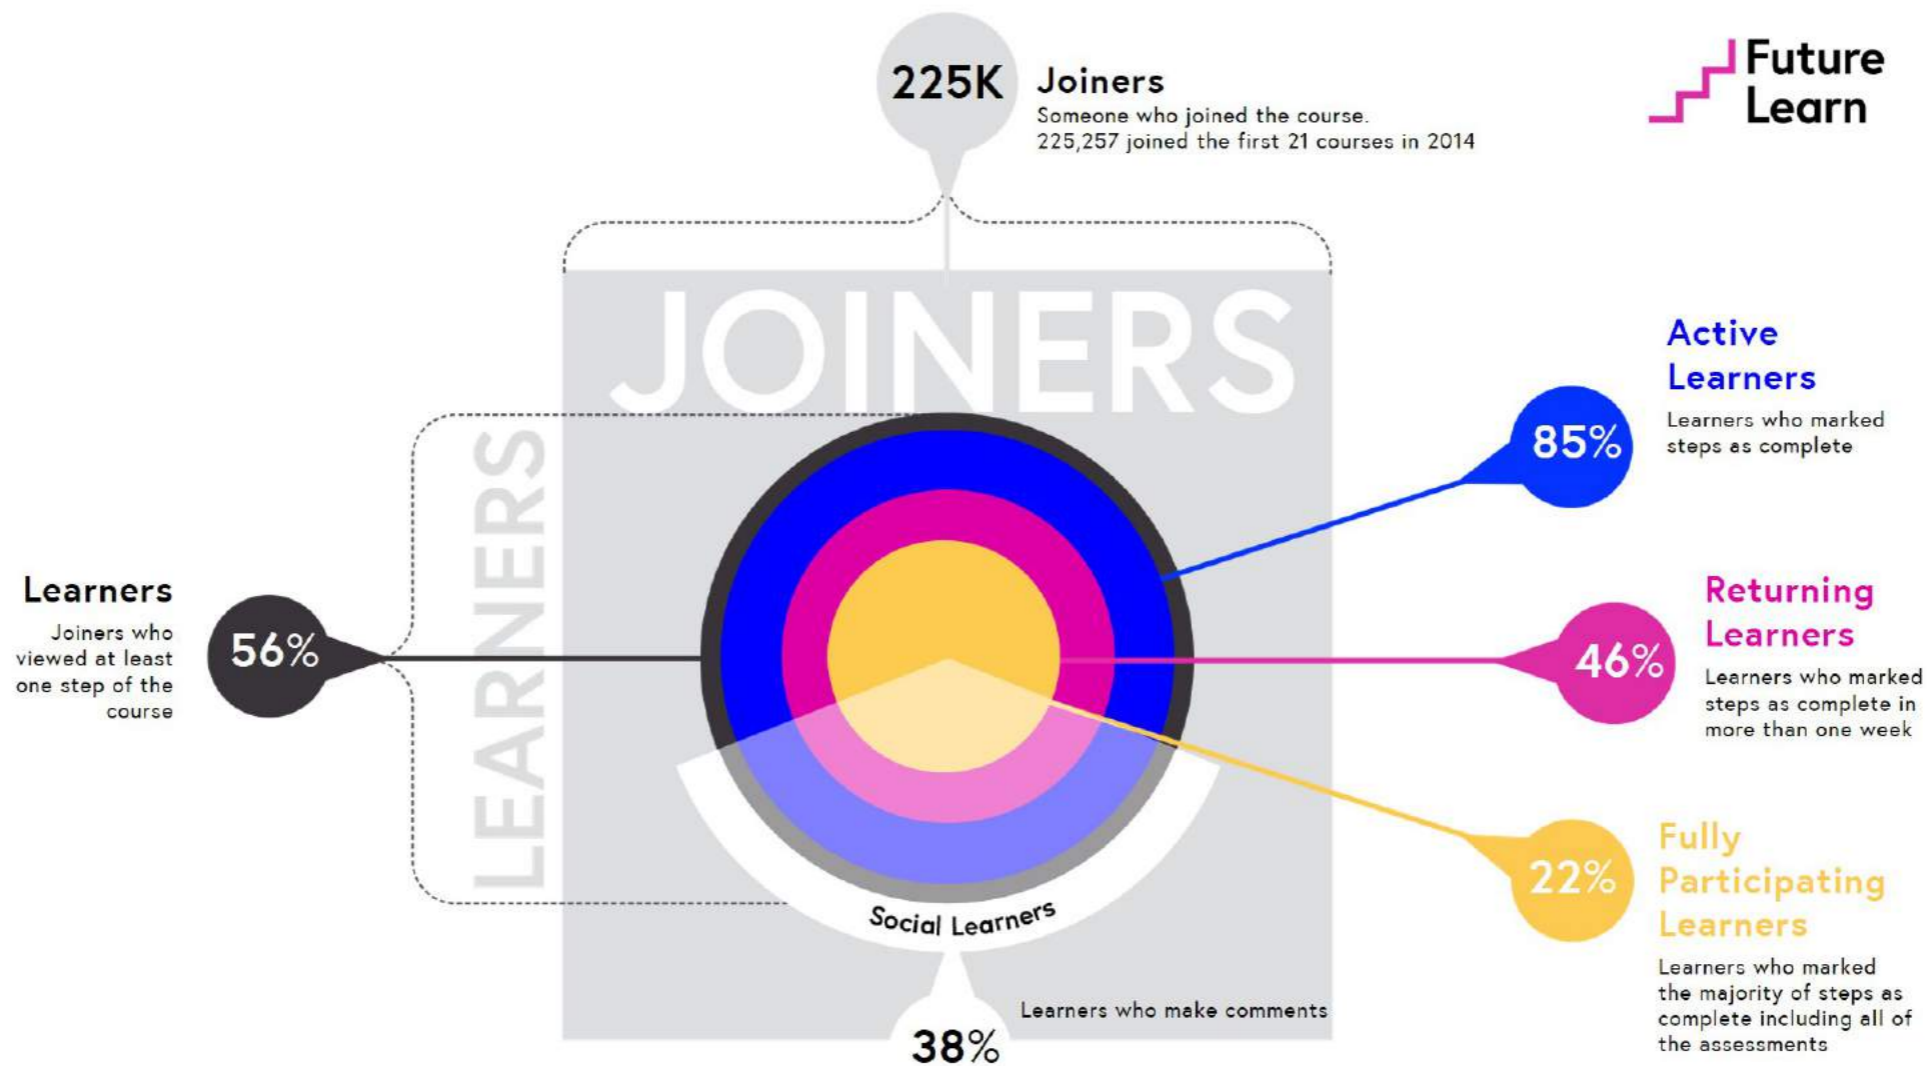 225K
Joiners
Someone who joined the course.
225,257 joined the first 21 courses in 2014
Future
Learn
JOINERS
LEARNERS
Learners
Joiners who
viewed at least
one step of the
course
56%
Active
Learners
Learners who marked
steps as complete
85%
Returning
Learners
Learners who marked
steps as complete in
more than one week
46%
Fully
Participating
Learners
Learners who marked
the majority of steps as
complete including all of
the assessments
22%
Social Learners
Learners who make comments
38%